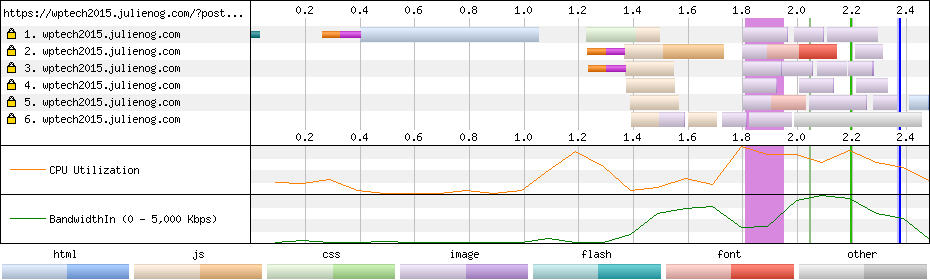 https://wptech2015.julienog.com/?post...
0.2 0.4 0.6 0.8 1.0 1.2 1.4 1.6 1.8 2.0 2.2 2.4
1. wptech2015.julienog.com
2. wptech2015.julienog.com
3. wptech2015.julienog.com
4. wptech2015.julienog.com
5. wptech2015.julienog.com
6. wptech2015.julienog.com
0.2 0.4 0.6 0.8 1.0 1.2 1.4 1.6 1.8 2.0 2.2 2.4
CPU Utilization
BandwidthIn (0 - 5,000 Kbps)
html js css image flash font other